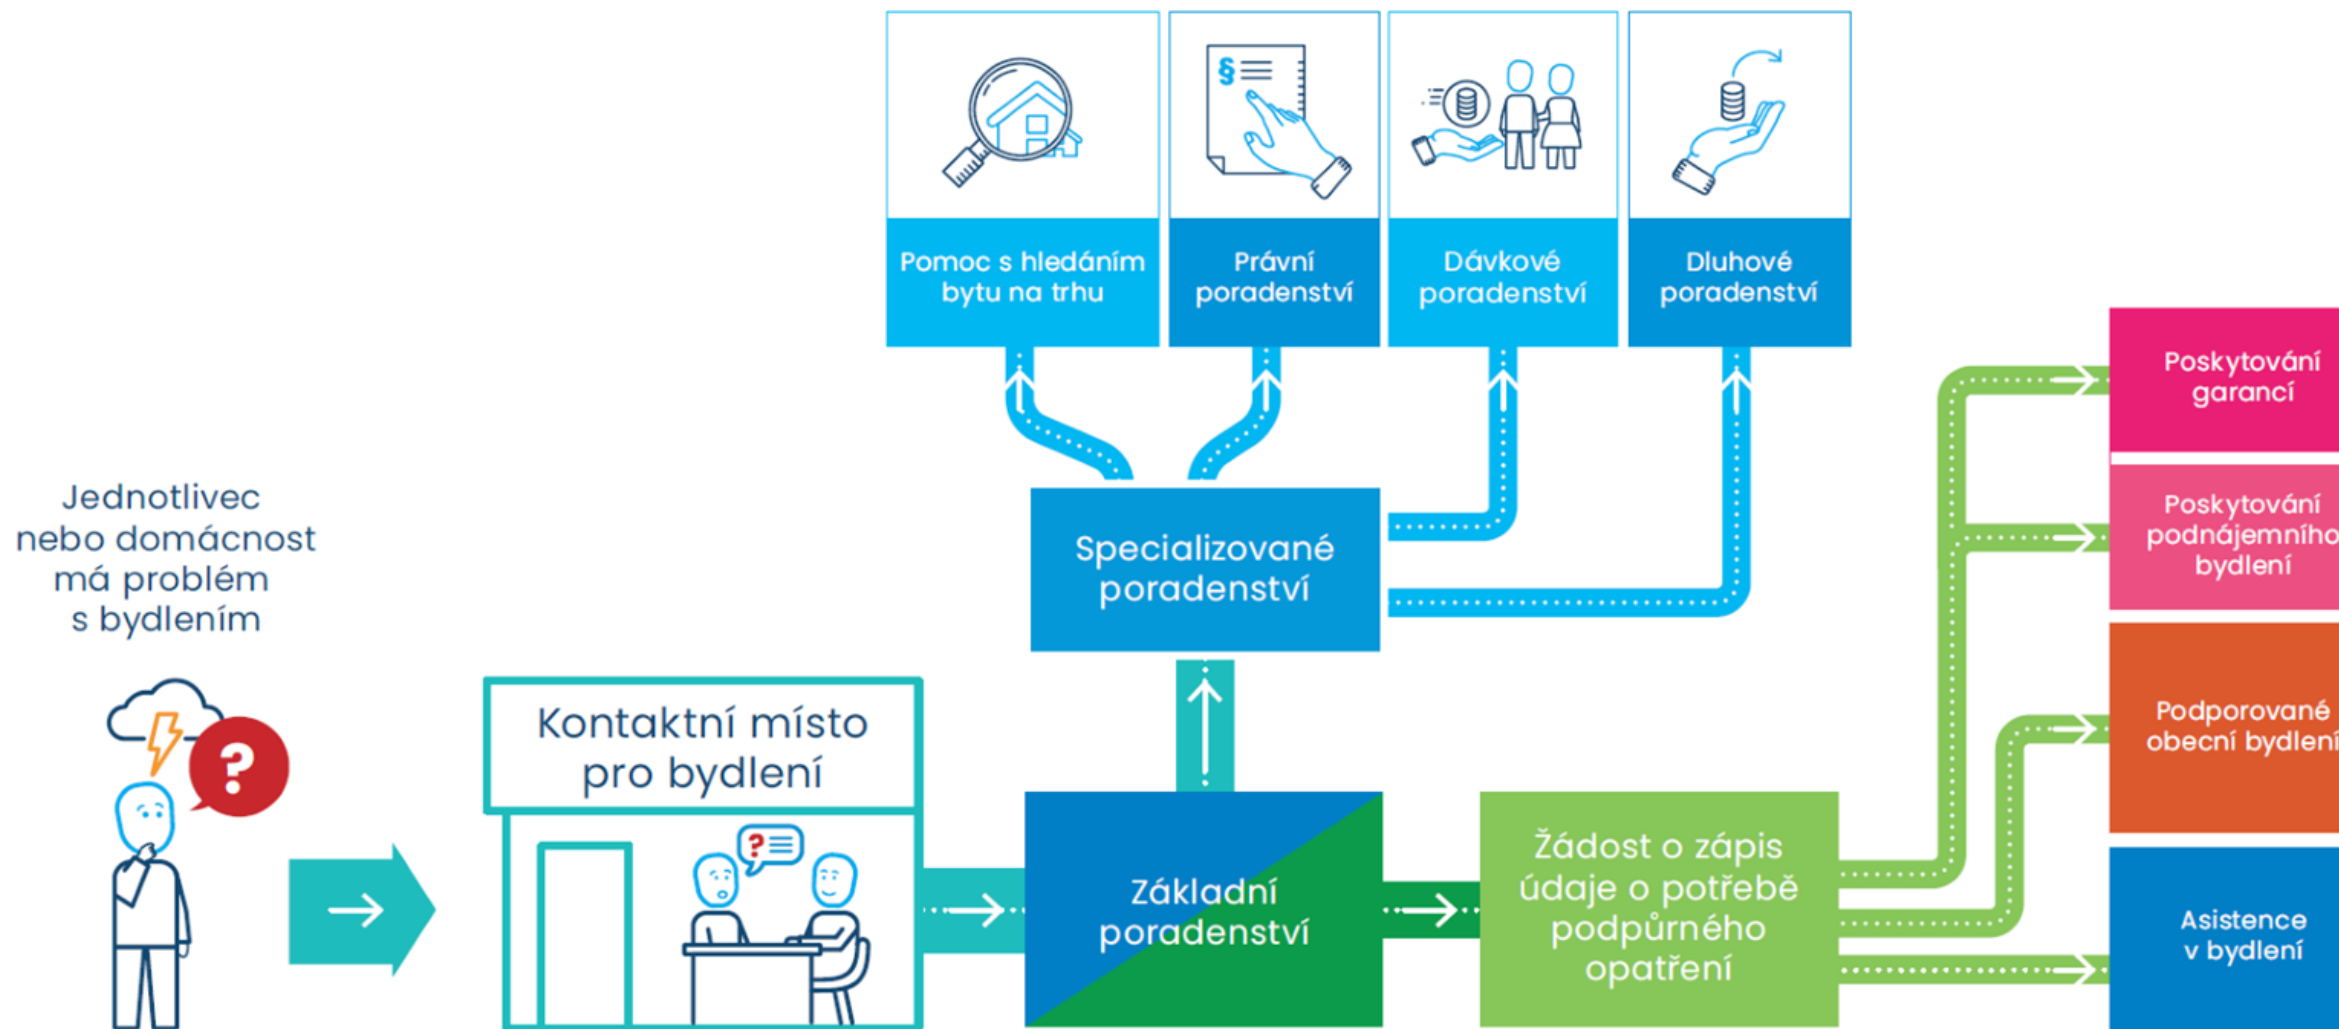 Pomoc s hledáním
bytu na trhu
§
Právní
poradenství
Dávkové
poradenství
Dluhové
poradenství
Jednotlivec
nebo domácnost
má problém
s bydlením
?
Kontaktní místo
pro bydlení
?
Specializované
poradenství
Základní
poradenství
Žádost o zápis
údaje o potřebě
podpůrného
opatření
Poskytování
garancí
Poskytování
podnájemního
bydlení
Podporované
obecní bydlení
Asistence
v bydlení